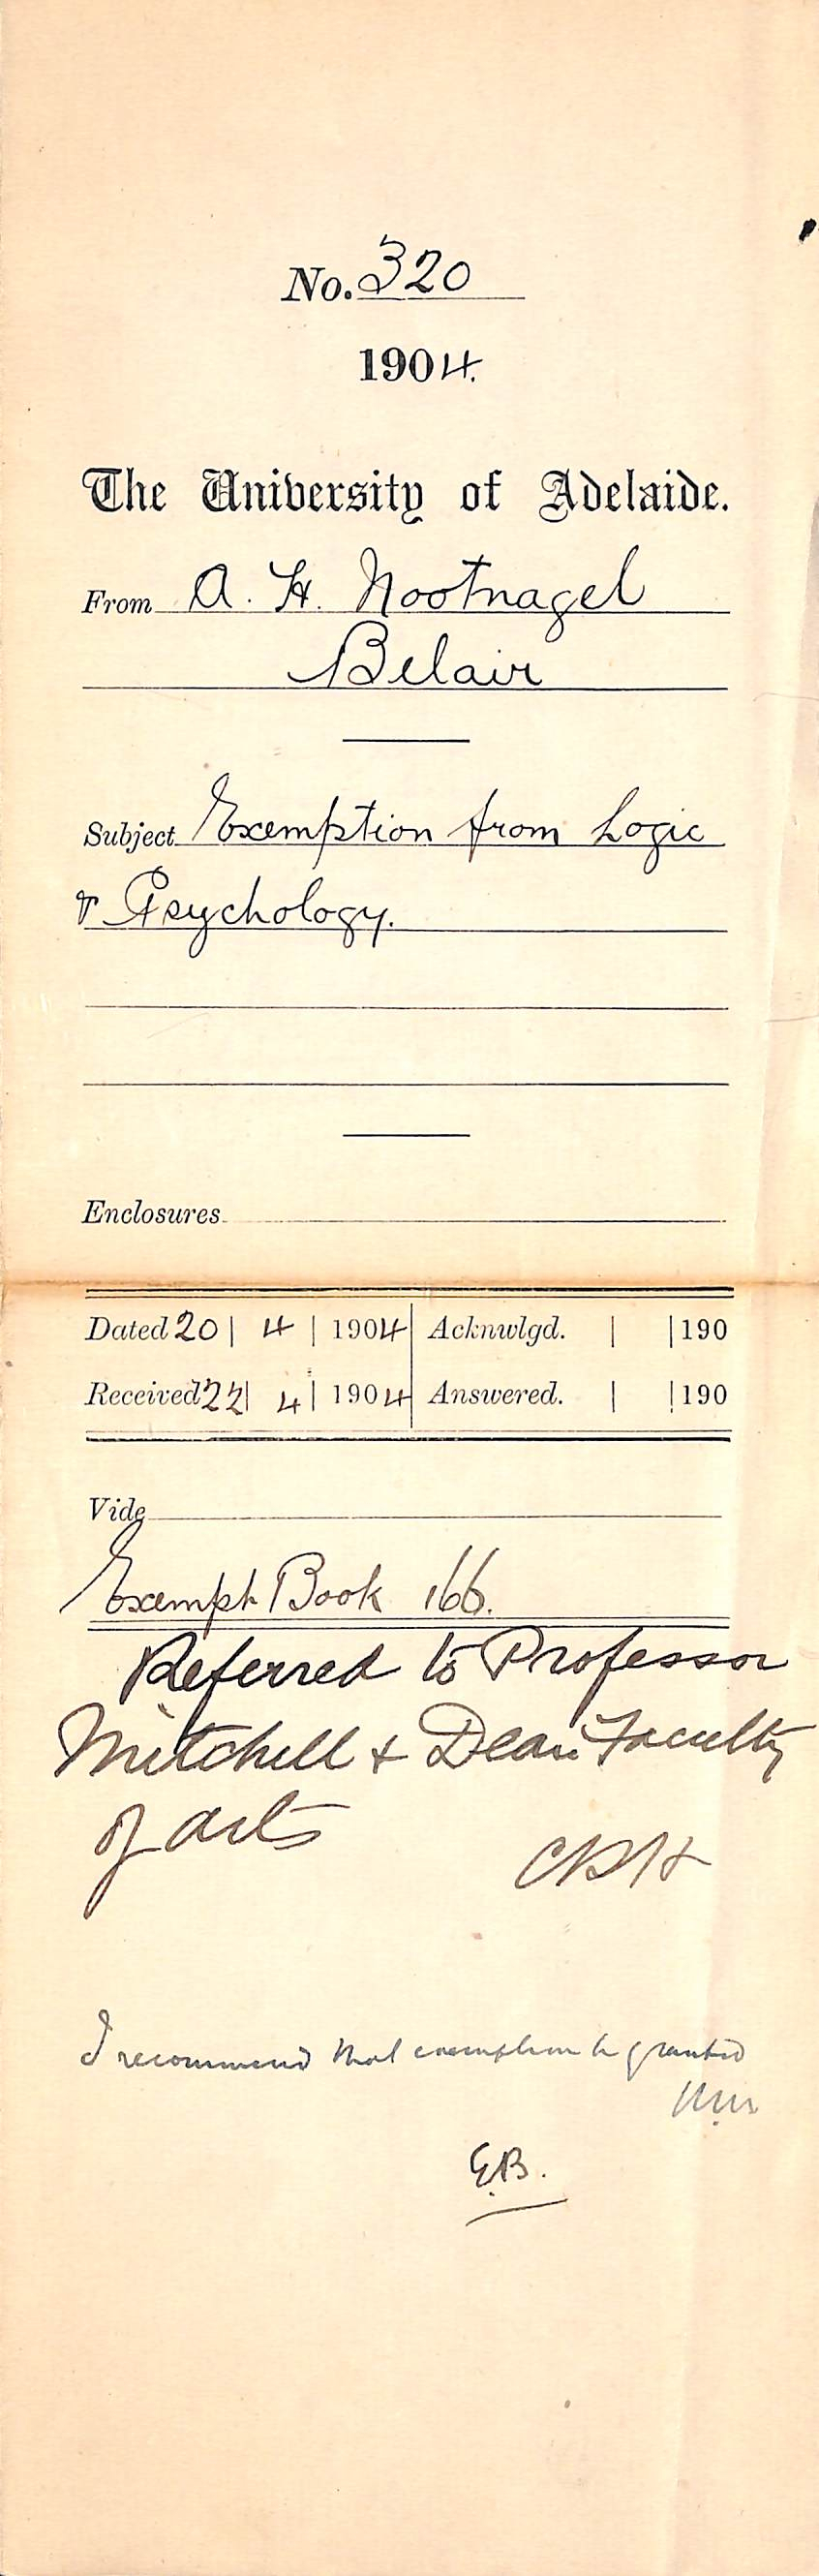 No. 320
1904.
The University of Adelaide.
From A. H. Nootnagel
Belair
Subject Exemption from Logic
& Psychology.
Enclosures
Dated 20 | 4 | 1904 Acknwlgd. | | 190
Received 22 | 4 | 1904 Answered. | | 190
Vide
Exempt Book 166.
Referred to Professor
Mitchell & Dean Faculty
of Arts
I recommend that exemption be granted
WM
E.B.